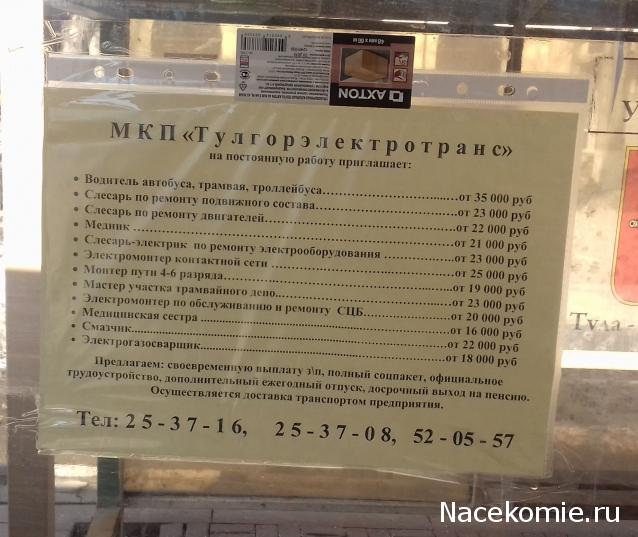 AXTON
48 мм x 66 м
МКП«Тулгорэлектротранс»
на постоянную работу приглашает:
• Водитель автобуса, трамвая, троллейбуса……………………...…от 35 000 руб
• Слесарь по ремонту подвижного состава…………………………от 23 000 руб
• Слесарь по ремонту двигателей……………………………………от 22 000 руб
• Медник ………………………………………………………………от 21 000 руб
• Слесарь-электрик по ремонту электрооборудования ……………от 23 000 руб
• Электромонтер контактной сети …………………………………от 25 000 руб
• Монтер пути 4-6 разряда……………………………………………от 19 000 руб
• Мастер участка трамвайного депо…………………………………от 23 000 руб
• Электромонтер по обслуживанию и ремонту СЦБ………………от 20 000 руб
• Медицинская сестра …………………………………………………от 16 000 руб
• Смазчик………………………………………………………………от 22 000 руб
• Электрогазосварщик…………………………………………………от 18 000 руб
Предлагаем: своевременную выплату з\п, полный соцпакет, официальное
трудоустройство, дополнительный ежегодный отпуск, досрочный выход на пенсию.
Осуществляется доставка транспортом предприятия.
Тел: 25-37-16, 25-37-08, 52-05-57
У
Тула -
Nacekomie.ru